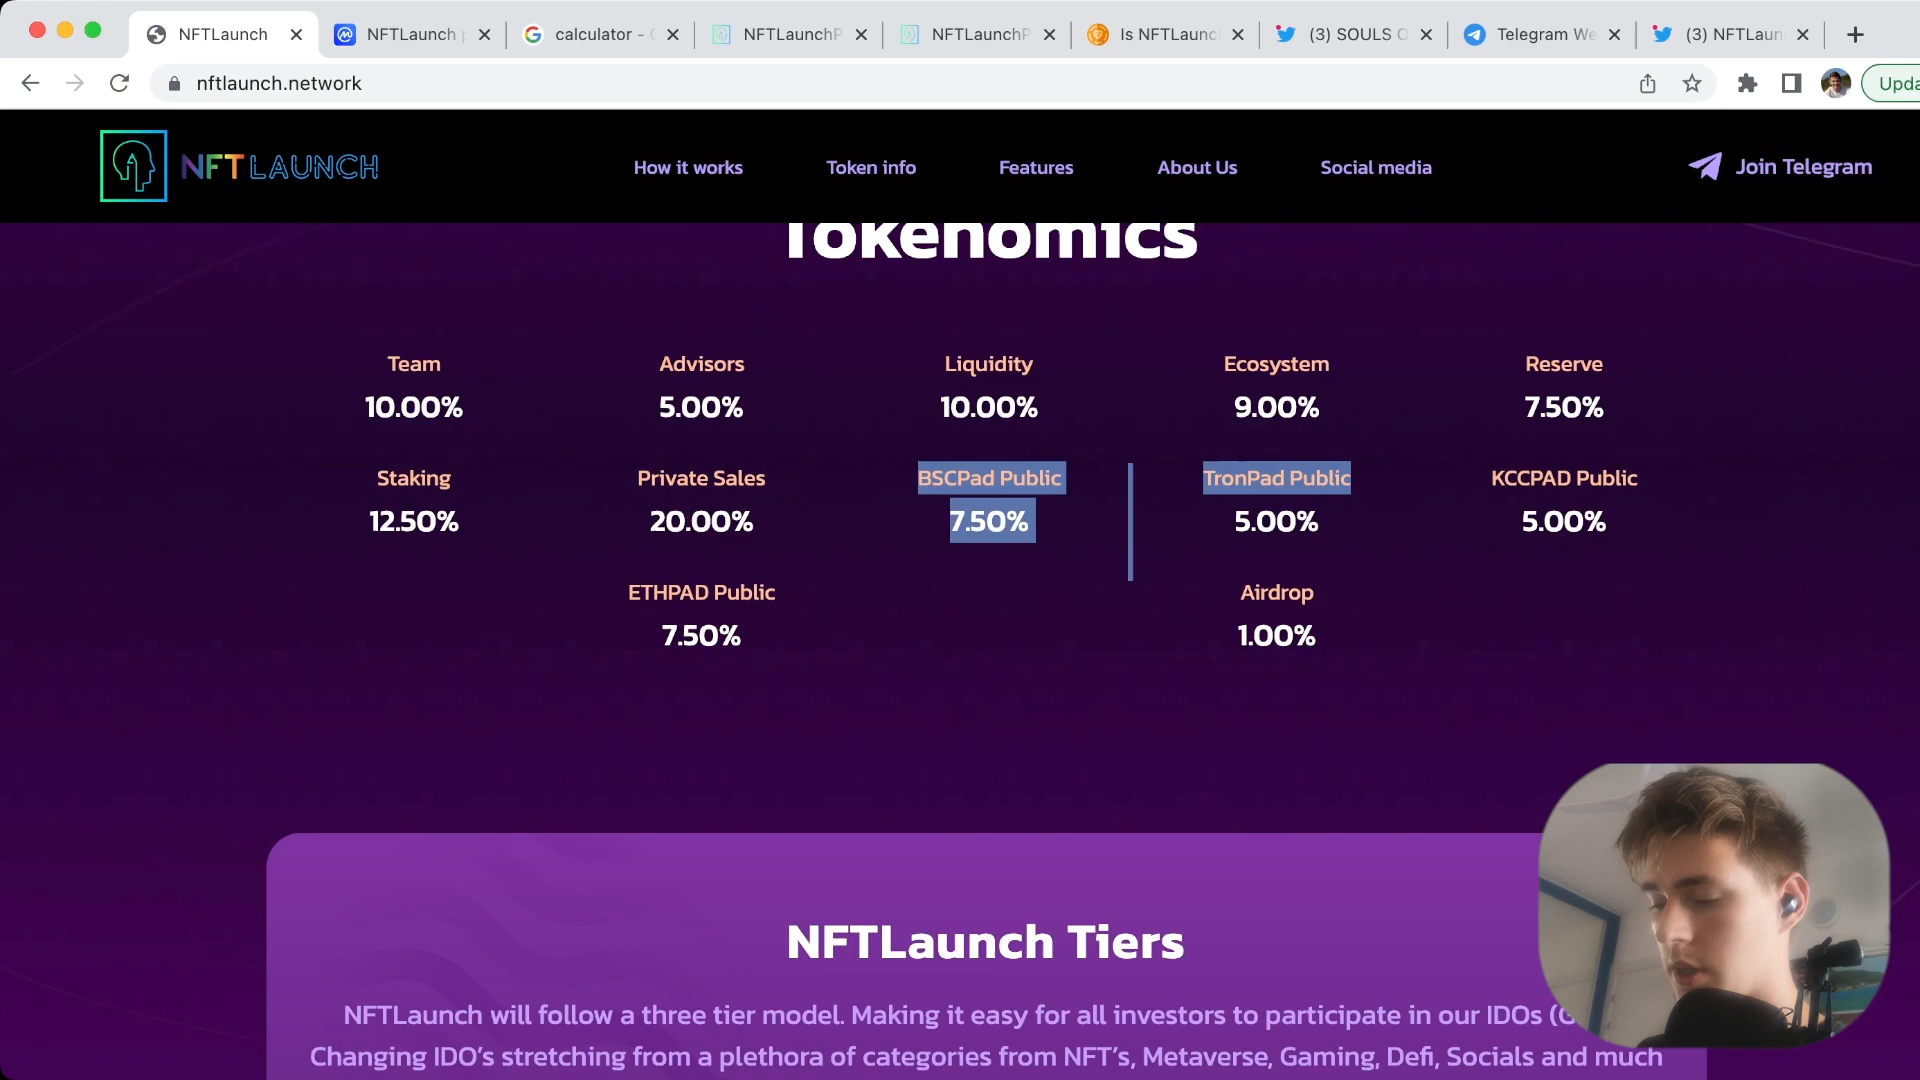 NFTLaunch
NFTLaunch
calculator -
NFTLaunchP
NFTLaunchP
Is NFTLaunc
(3) SOULS O
Telegram We
(3) NFTLaun
nftlaunch.network
Upda
NFT LAUNCH
How it works
Token info
Features
About Us
Social media
Join Telegram
Tokenomics
Team
Advisors
Liquidity
Ecosystem
Reserve
10.00%
5.00%
10.00%
9.00%
7.50%
Staking
Private Sales
BSCPad Public
TronPad Public
KCCPAD Public
12.50%
20.00%
7.50%
5.00%
5.00%
ETHPAD Public
Airdrop
7.50%
1.00%
NFTLaunch Tiers
NFTLaunch will follow a three tier model. Making it easy for all investors to participate in our IDOs (G
Changing IDO’s stretching from a plethora of categories from NFT’s, Metaverse, Gaming, Defi, Socials and much